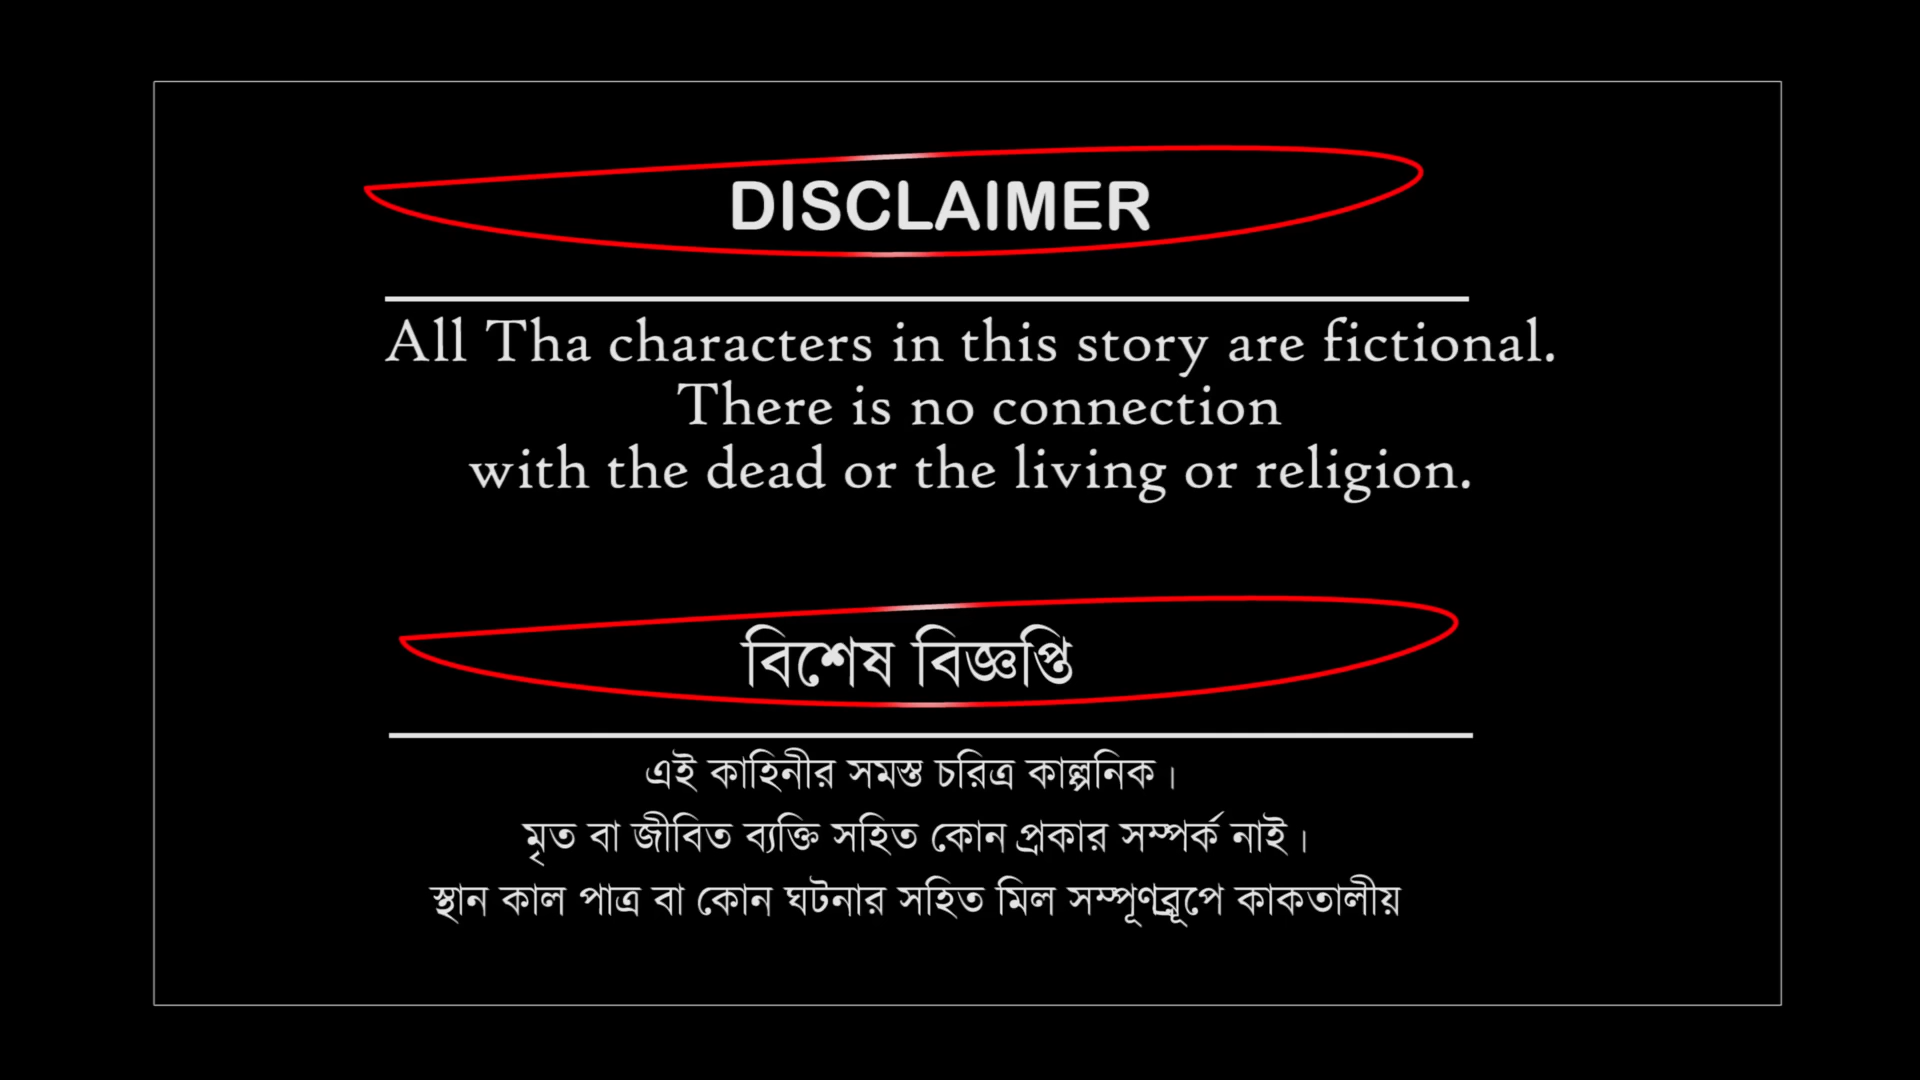 DISCLAIMER
All Tha characters in this story are fictional.
There is no connection
with the dead or the living or religion.
বিশেষ বিজ্ঞপ্তি
এই কাহিনীর সমস্ত চরিত্র কাল্পনিক।
মৃত বা জীবিত ব্যক্তি সহিত কোন প্রকার সম্পর্ক নাই।
স্থান কাল পাত্র বা কোন ঘটনার সহিত মিল সম্পূণব্রূপে কাকতালীয়